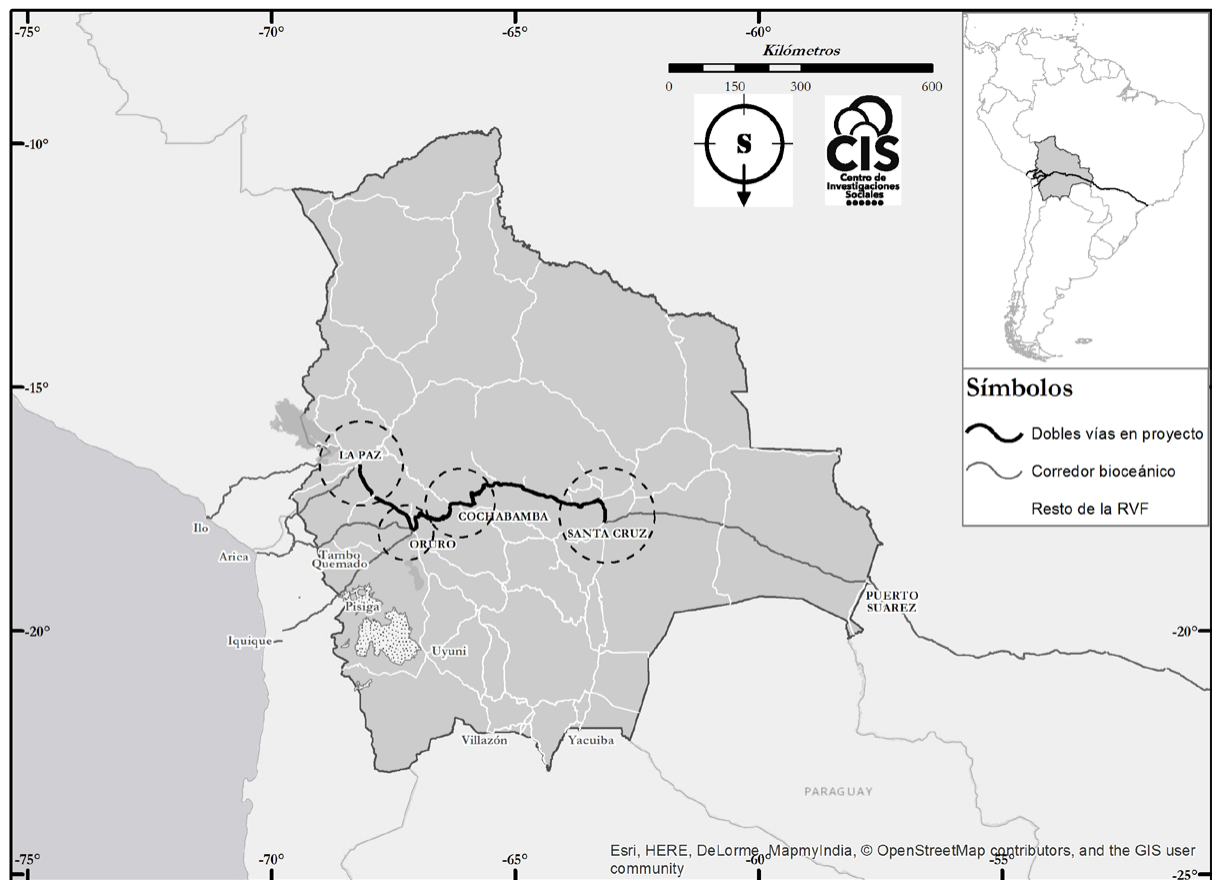 -75°
-70°
-65°
-60°
Kilómetros
0 150 300 600
S
CIS
Centro de
Investigaciones
Sociales
-10°
-15°
Símbolos
Dobles vías en proyecto
Corredor bioceánico
Resto de la RVF
LA PAZ
COCHABAMBA
SANTA CRUZ
ORURO
Ilo
Arica
Tambo
Quemado
Pisiga
PUERTO
SUAREZ
-20°
Iquique
Uyuni
-20°
Villazón
Yacuiba
PARAGUAY
Esri, HERE, DeLorme, MapmyIndia, © OpenStreetMap contributors, and the GIS user
community
-75°
-70°
-65°
-60°
-55°
-25°